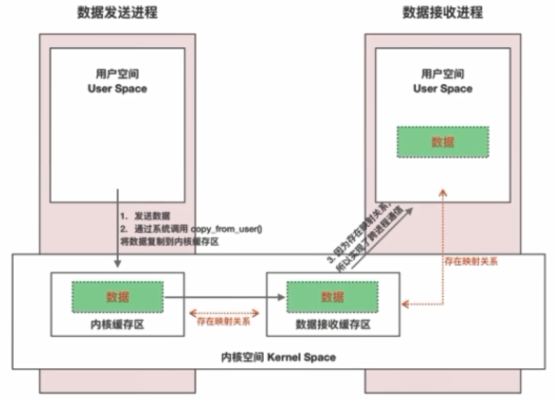 数据发送进程
数据接收进程
用户空间
User Space
用户空间
User Space
数据
1. 发送数据
2. 通过系统调用 copy_from_user()
将数据复制到内核缓存区
3. 因为存在映射关系,
所以实现了跨进程通信
存在映射关系
数据
数据
存在映射关系
内核缓存区
数据接收缓存区
内核空间 Kernel Space